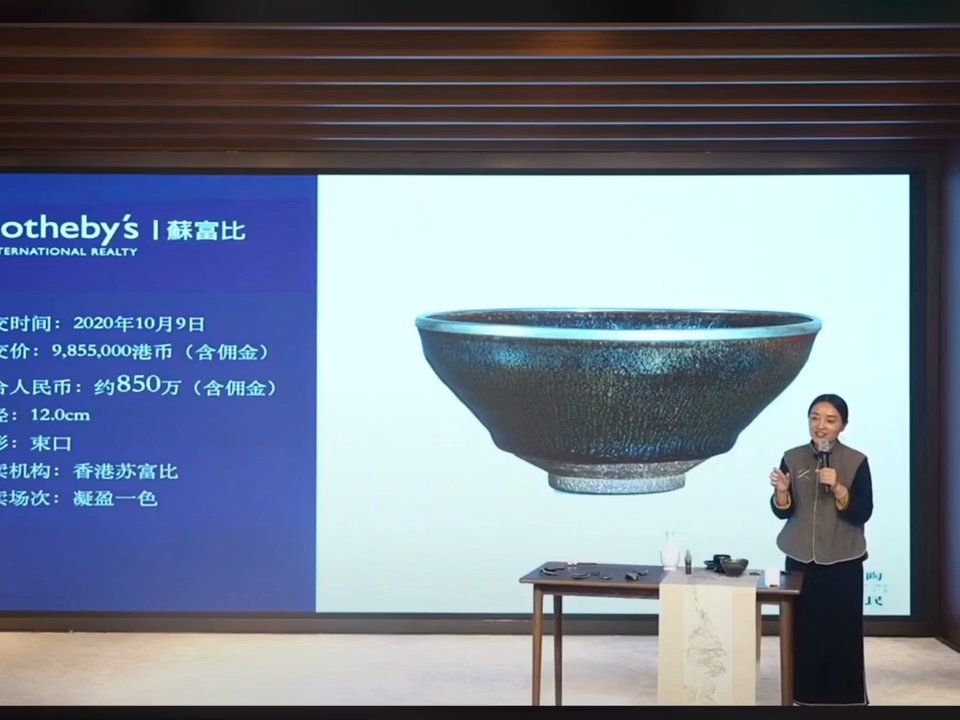 otheby's | 蘇富比
TERNATIONAL REALTY
交时间：2020年10月9日
交价：9,855,000港币（含佣金）
合人民币：约850万（含佣金）
径：12.0cm
形：束口
卖机构：香港苏富比
卖场次：凝盈一色